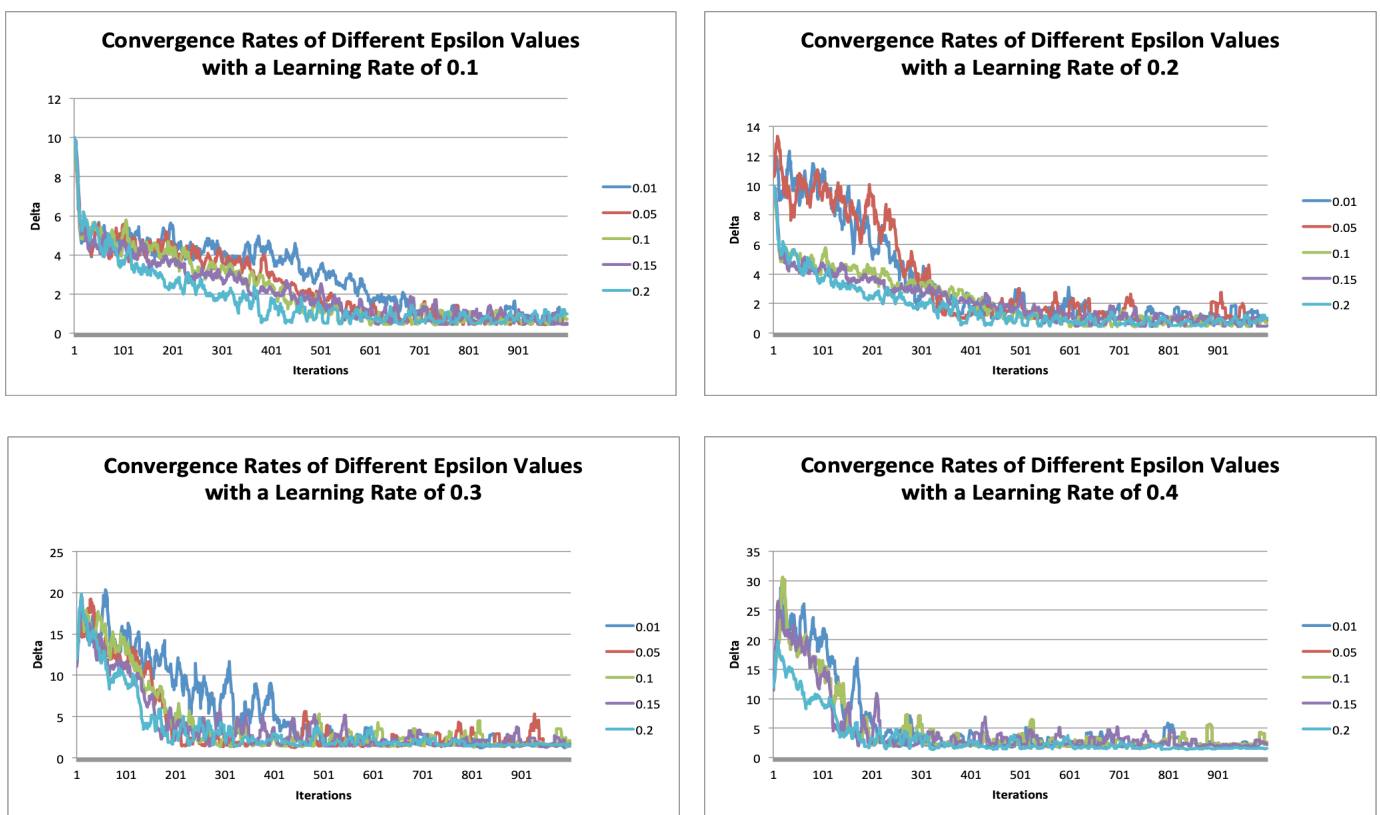 Convergence Rates of Different Epsilon Values
with a Learning Rate of 0.1
12
10
8
6
4
2
0
Delta
1 101 201 301 401 501 601 701 801 901
Iterations
0.01
0.05
0.1
0.15
0.2
Convergence Rates of Different Epsilon Values
with a Learning Rate of 0.2
14
12
10
8
6
4
2
0
Delta
1 101 201 301 401 501 601 701 801 901
Iterations
0.01
0.05
0.1
0.15
0.2
Convergence Rates of Different Epsilon Values
with a Learning Rate of 0.3
25
20
15
10
5
0
Delta
1 101 201 301 401 501 601 701 801 901
Iterations
0.01
0.05
0.1
0.15
0.2
Convergence Rates of Different Epsilon Values
with a Learning Rate of 0.4
35
30
25
20
15
10
5
0
Delta
1 101 201 301 401 501 601 701 801 901
Iterations
0.01
0.05
0.1
0.15
0.2